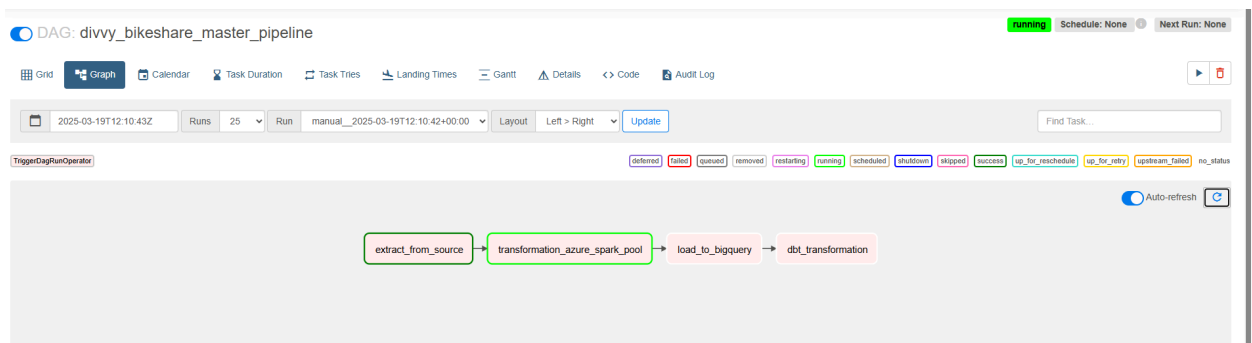 DAG: divvy_bikeshare_master_pipeline
running Schedule: None Next Run: None
Grid Graph Calendar Task Duration Task Tries Landing Times Gantt Details <> Code Audit Log
2025-03-19T12:10:43Z Runs 25 Run manual__2025-03-19T12:10:42+00:00 Layout Left > Right Update Find Task...
TriggerDagRunOperator deferred failed queued removed restarting running scheduled shutdown skipped success up_for_reschedule up_for_retry upstream_failed no_status
Auto-refresh
extract_from_source transformation_azure_spark_pool load_to_bigquery dbt_transformation